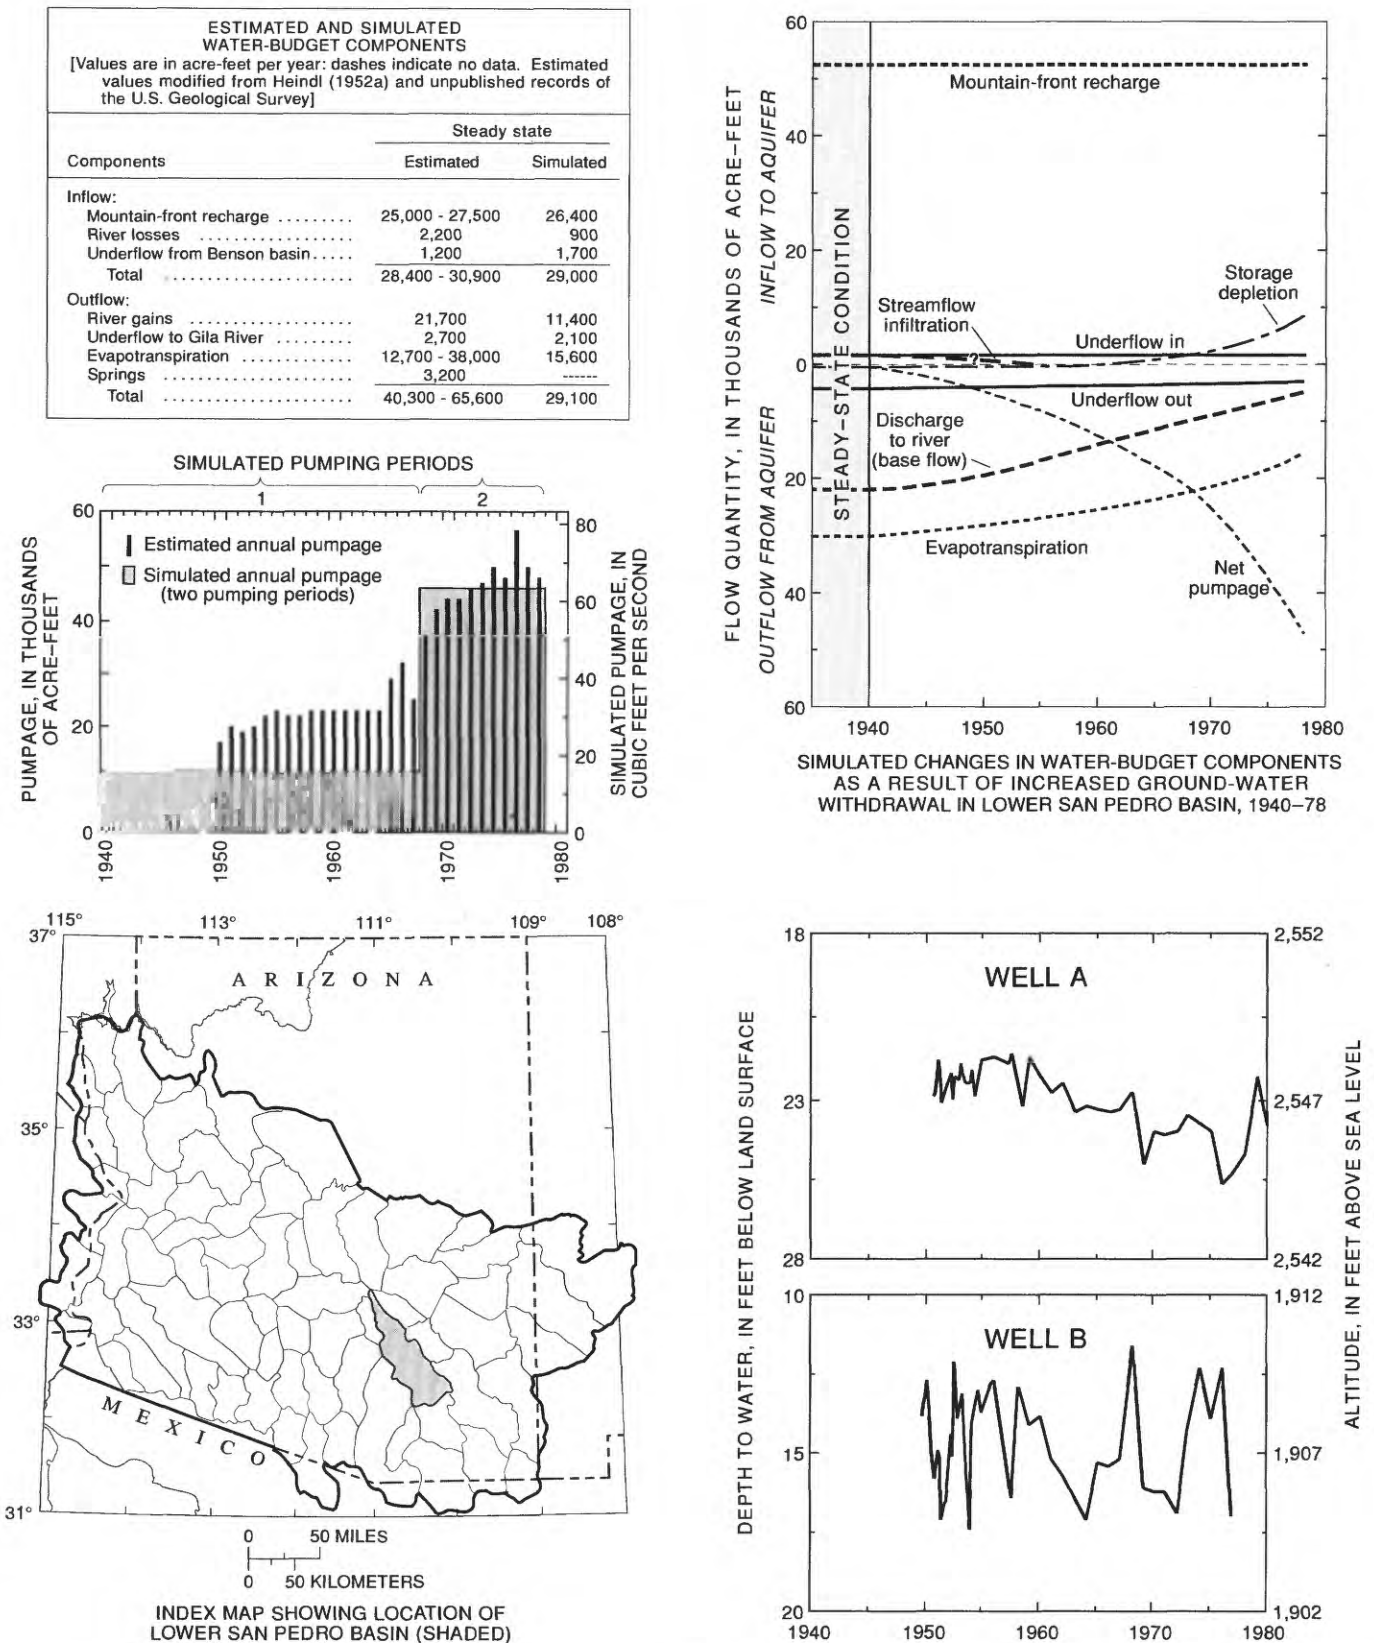 ESTIMATED AND SIMULATED
WATER-BUDGET COMPONENTS
[Values are in acre-feet per year: dashes indicate no data. Estimated
values modified from Heindl (1952a) and unpublished records of
the U.S. Geological Survey]
Steady state
Components Estimated Simulated
Inflow:
Mountain-front recharge ......... 25,000 - 27,500 26,400
River losses .................. 2,200 900
Underflow from Benson basin ..... 1,200 1,700
Total ...................... 28,400 - 30,900 29,000
Outflow:
River gains .................... 21,700 11,400
Underflow to Gila River ......... 2,700 2,100
Evapotranspiration ............. 12,700 - 38,000 15,600
Springs ...................... 3,200 ------
Total ...................... 40,300 - 65,600 29,100
SIMULATED PUMPING PERIODS
1 2
PUMPAGE, IN THOUSANDS
OF ACRE-FEET
60
40
20
0
Estimated annual pumpage
Simulated annual pumpage
(two pumping periods)
80
60
40
20
0
SIMULATED PUMPAGE, IN
CUBIC FEET PER SECOND
1940 1950 1960 1970 1980
FLOW QUANTITY, IN THOUSANDS OF ACRE-FEET
OUTFLOW FROM AQUIFER INFLOW TO AQUIFER
60
40
20
0
20
40
60
STEADY-STATE CONDITION
Mountain-front recharge
Storage
depletion
Streamflow
infiltration
?
Underflow in
Underflow out
Discharge
to river
(base flow)
Evapotranspiration
Net
pumpage
1940 1950 1960 1970 1980
SIMULATED CHANGES IN WATER-BUDGET COMPONENTS
AS A RESULT OF INCREASED GROUND-WATER
WITHDRAWAL IN LOWER SAN PEDRO BASIN, 1940-78
115° 113° 111° 109° 108°
37°
35°
33°
31°
ARIZONA
MEXICO
0 50 MILES
0 50 KILOMETERS
INDEX MAP SHOWING LOCATION OF
LOWER SAN PEDRO BASIN (SHADED)
DEPTH TO WATER, IN FEET BELOW LAND SURFACE
18 2,552
WELL A
23 2,547
28 2,542
10 1,912
WELL B
15 1,907
20 1,902
1940 1950 1960 1970 1980
ALTITUDE, IN FEET ABOVE SEA LEVEL